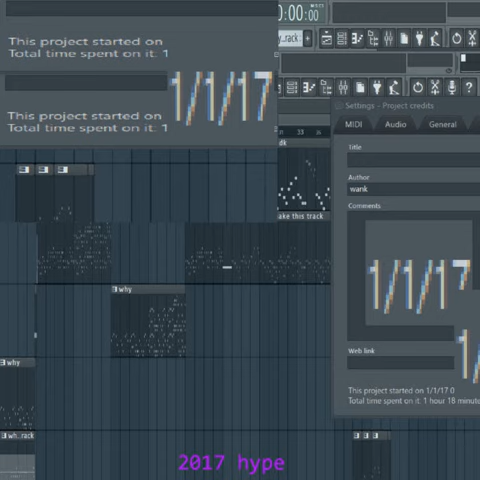 This project started on
Total time spent on it: 1
This project started on
Total time spent on it: 1
1/1/17
0:00:00
..rack
Settings - Project credits
MIDI Audio General
Title
Author
wank
Comments
1/1/17
Web link
This project started on 1/1/17 0
Total time spent on it: 1 hour 18 minute
33
dk
ake this track
why
why
wh..rack
2017 hype